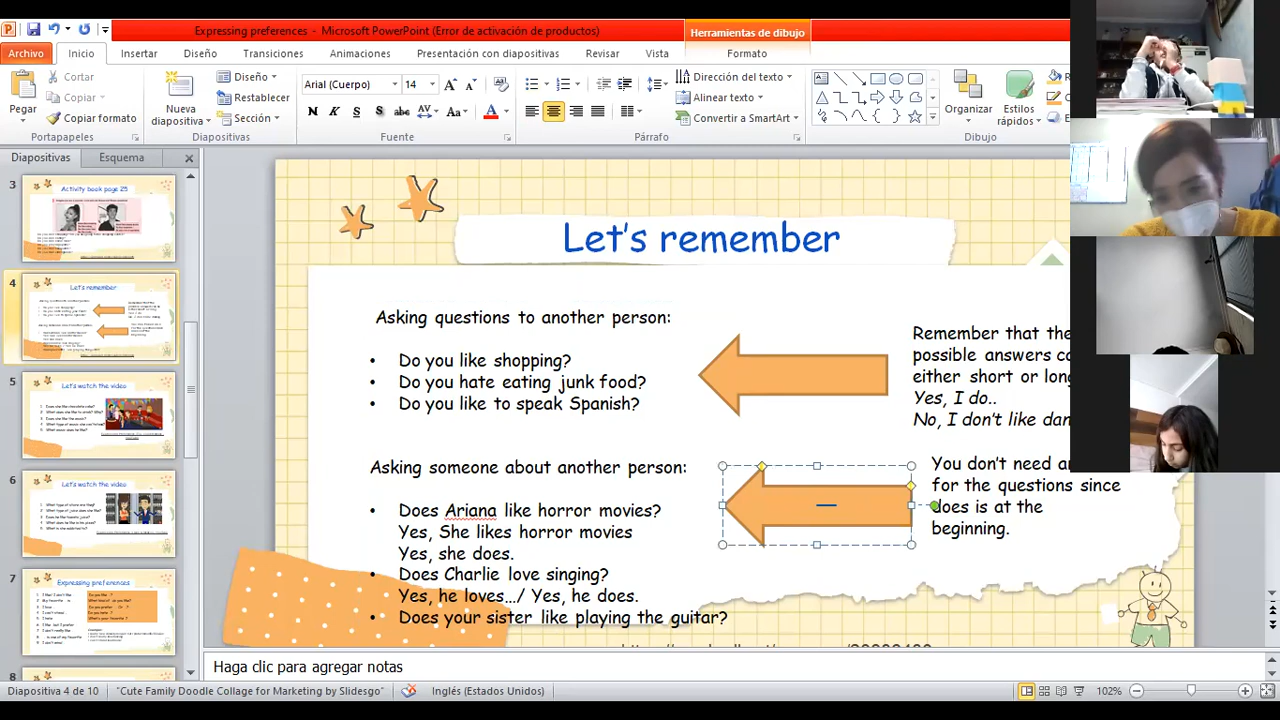 Expressing preferences - Microsoft PowerPoint (Error de activación de productos)
Herramientas de dibujo
Archivo Inicio Insertar Diseño Transiciones Animaciones Presentación con diapositivas Revisar Vista Formato
Pegar
Cortar
Copiar
Copiar formato
Portapapeles
Nueva
diapositiva
Diseño
Restablecer
Sección
Diapositivas
Arial (Cuerpo) 14
N K S S abc AV Aa A
Fuente
Dirección del texto
Alinear texto
Convertir a SmartArt
Párrafo
Organizar
Estilos
rápidos
Dibujo
Diapositivas Esquema
3
Activity book page 25
4
Let's remember
5
Let's watch the video
6
Let's watch the video
7
Expressing preferences
8
Let's remember
Asking questions to another person:
• Do you like shopping?
• Do you hate eating junk food?
• Do you like to speak Spanish?
Remember that the
possible answers
either short or long
Yes, I do..
No, I don't like
Asking someone about another person:
• Does Ariana like horror movies?
Yes, She likes horror movies
Yes, she does.
• Does Charlie love singing?
Yes, he loves.../ Yes, he does.
• Does your sister like playing the guitar?
You don't need
for the questions since
does is at the
beginning.
Haga clic para agregar notas
Diapositiva 4 de 10
"Cute Family Doodle Collage for Marketing by Slidesgo"
Inglés (Estados Unidos)
102%